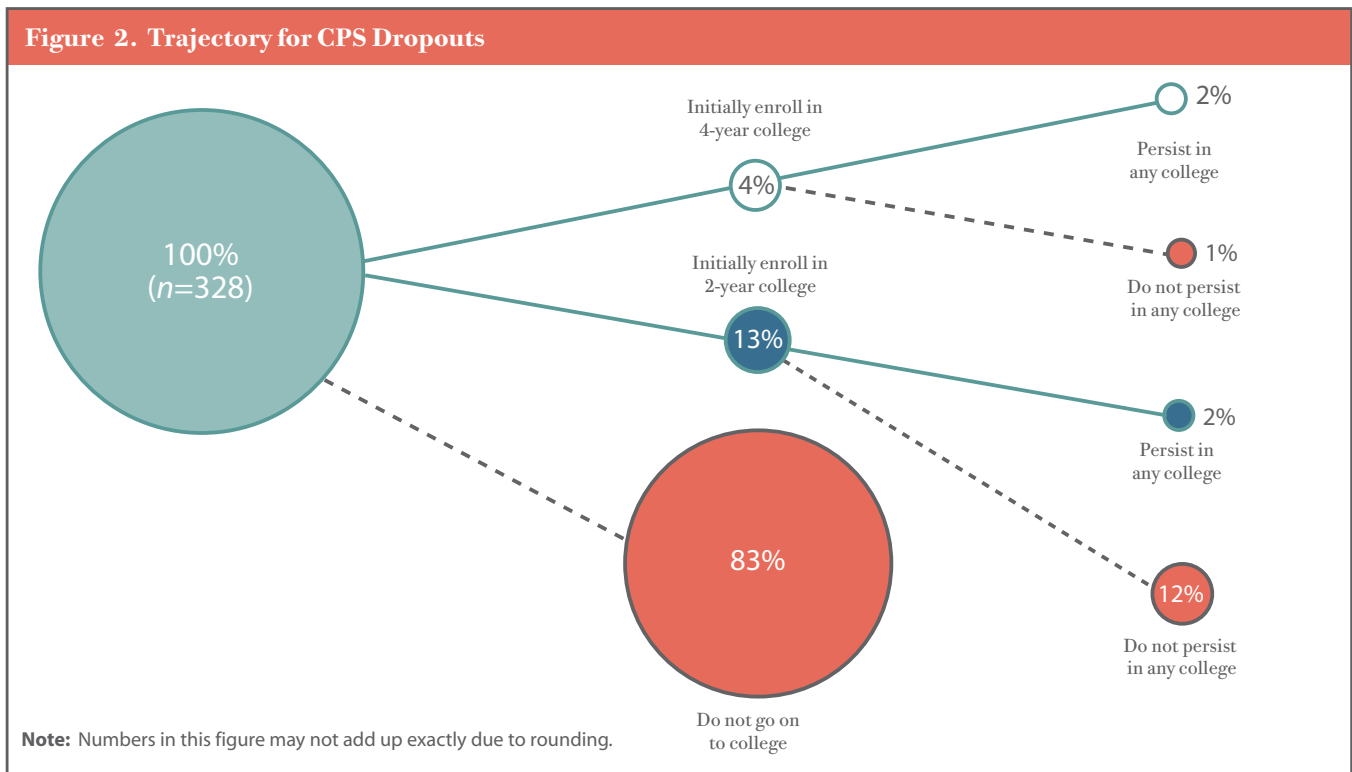 Figure 2. Trajectory for CPS Dropouts
100%
(n=328)
Initially enroll in
4-year college
4%
2%
Persist in
any college
1%
Do not persist
in any college
Initially enroll in
2-year college
13%
2%
Persist in
any college
12%
Do not persist
in any college
83%
Do not go on
to college
Note: Numbers in this figure may not add up exactly due to rounding.